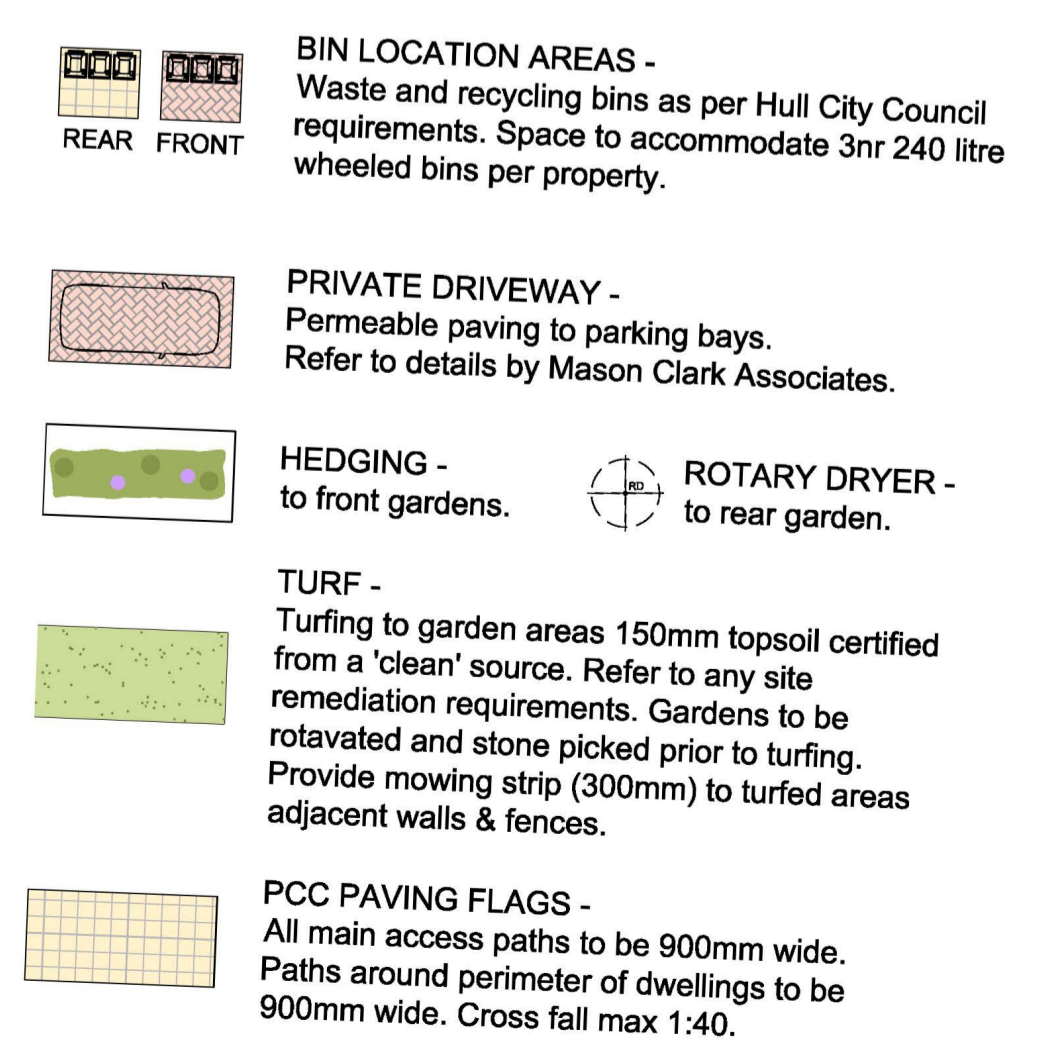 BIN LOCATION AREAS -
Waste and recycling bins as per Hull City Council
requirements. Space to accommodate 3nr 240 litre
wheeled bins per property.
REAR FRONT
PRIVATE DRIVEWAY -
Permeable paving to parking bays.
Refer to details by Mason Clark Associates.
HEDGING -
to front gardens.
RD
ROTARY DRYER -
to rear garden.
TURF -
Turfing to garden areas 150mm topsoil certified
from a 'clean' source. Refer to any site
remediation requirements. Gardens to be
rotavated and stone picked prior to turfing.
Provide mowing strip (300mm) to turfed areas
adjacent walls & fences.
PCC PAVING FLAGS -
All main access paths to be 900mm wide.
Paths around perimeter of dwellings to be
900mm wide. Cross fall max 1:40.